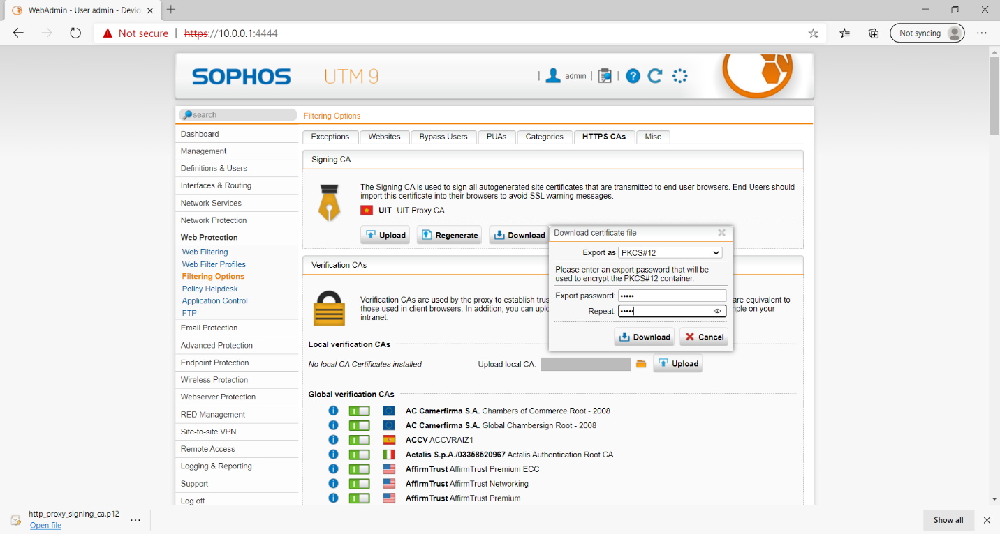 WebAdmin - User admin - Devic
Not secure
https://10.0.0.1:4444
Not syncing
SOPHOS UTM 9
| admin | |
search
Dashboard
Management
Definitions & Users
Interfaces & Routing
Network Services
Network Protection
Web Protection
Web Filtering
Web Filter Profiles
Filtering Options
Policy Helpdesk
Application Control
FTP
Email Protection
Advanced Protection
Endpoint Protection
Wireless Protection
Webserver Protection
RED Management
Site-to-site VPN
Remote Access
Logging & Reporting
Support
Log off
Filtering Options
Exceptions Websites Bypass Users PUAs Categories HTTPS CAs Misc
Signing CA
The Signing CA is used to sign all autogenerated site certificates that are transmitted to end-user browsers. End-Users should
import this certificate into their browsers to avoid SSL warning messages.
UIT UIT Proxy CA
Upload Regenerate Download
Download certificate file
Export as PKCS#12
Please enter an export password that will be
used to encrypt the PKCS#12 container.
Export password: •••••
Repeat: •••••
Download Cancel
Verification CAs
Verification CAs are used by the proxy to establish trus are equivalent to
those used in client browsers. In addition, you can uplo mple on your
intranet.
Local verification CAs
No local CA Certificates installed Upload local CA: Upload
Global verification CAs
AC Camerfirma S.A. Chambers of Commerce Root - 2008
AC Camerfirma S.A. Global Chambersign Root - 2008
ACCV ACCVRAIZ1
Actalis S.p.A./03358520967 Actalis Authentication Root CA
AffirmTrust AffirmTrust Premium ECC
AffirmTrust AffirmTrust Networking
AffirmTrust AffirmTrust Premium
http_proxy_signing_ca.p12
Open file
Show all